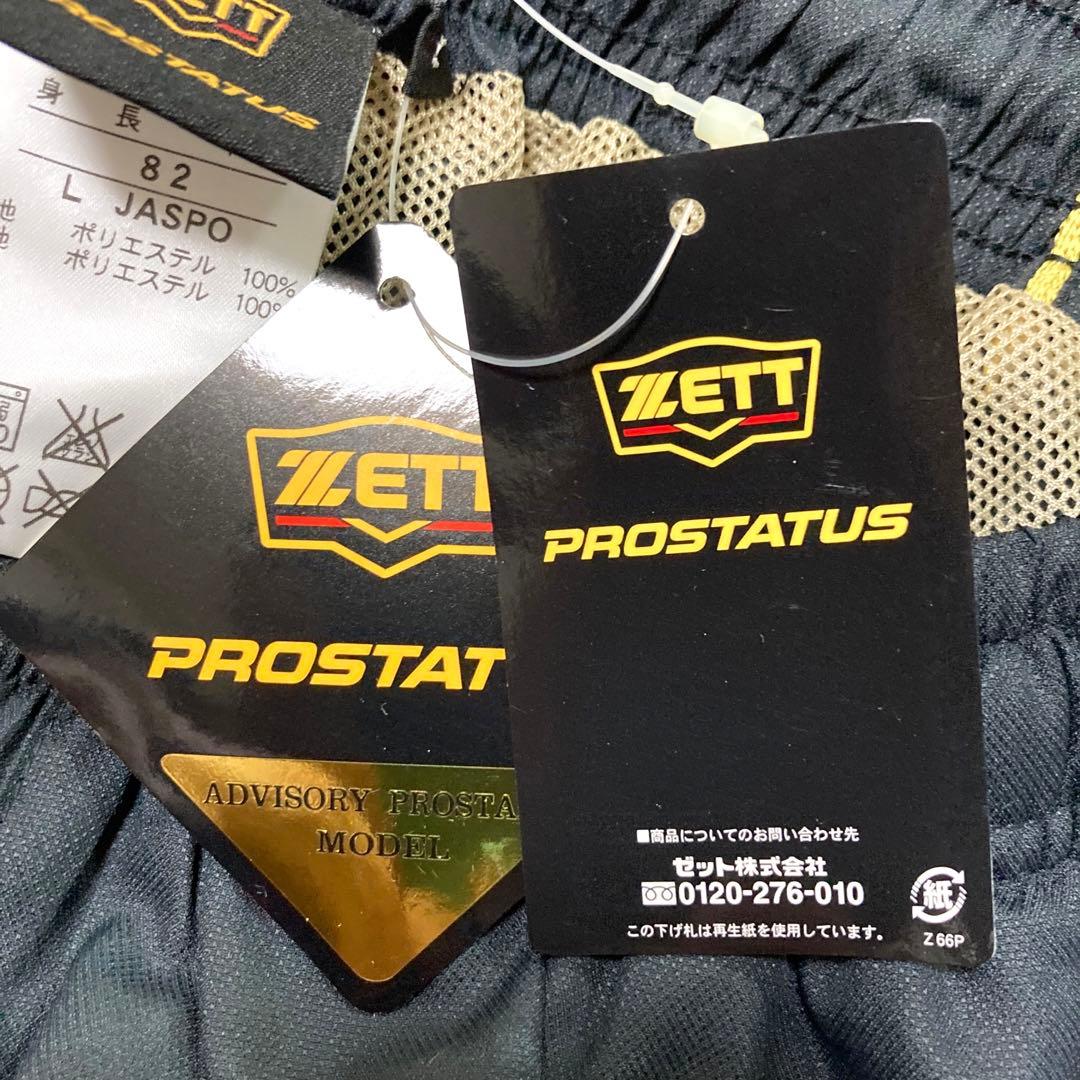 ZETT
PROSTATUS
身長
82
L JASPO
ポリエステル 100%
ポリエステル 100%
ZETT
PROSTAT
ADVISORY PROSTA
MODEL
ZETT
PROSTATUS
■商品についてのお問い合わせ先
ゼット株式会社
0120-276-010
この下げ札は再生紙を使用しています。
紙
Z66P